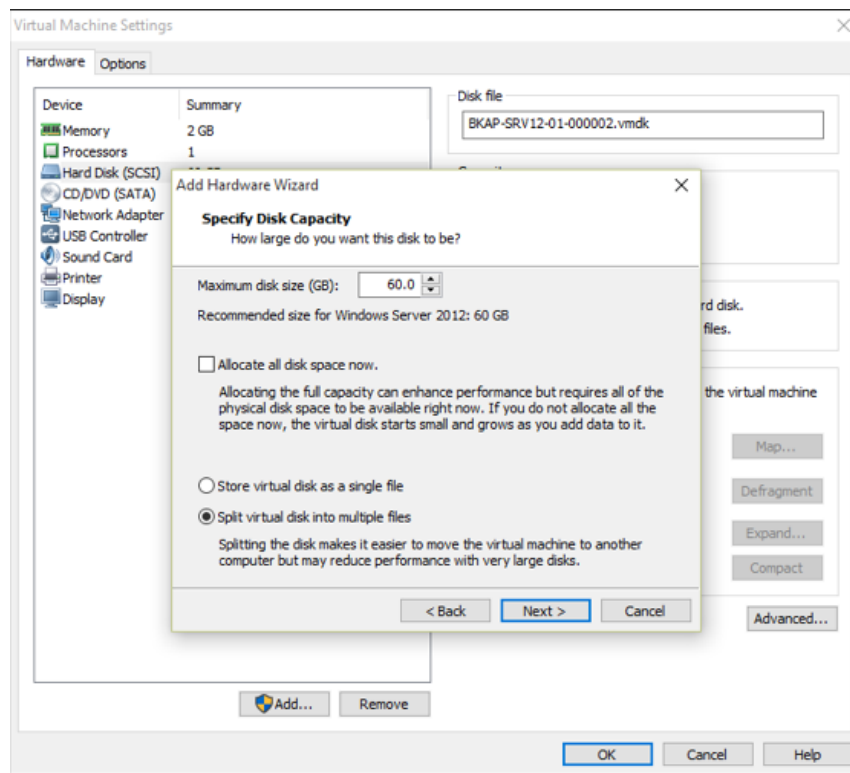 Virtual Machine Settings
Hardware Options
Device Summary
Memory 2 GB
Processors 1
Hard Disk (SCSI)
CD/DVD (SATA)
Network Adapter
USB Controller
Sound Card
Printer
Display
Add... Remove
Disk file
BKAP-SRV12-01-000002.vmdk
rd disk.
files.
the virtual machine
Map...
Defragment
Expand...
Compact
Advanced...
Add Hardware Wizard
Specify Disk Capacity
How large do you want this disk to be?
Maximum disk size (GB): 60.0
Recommended size for Windows Server 2012: 60 GB
Allocate all disk space now.
Allocating the full capacity can enhance performance but requires all of the
physical disk space to be available right now. If you do not allocate all the
space now, the virtual disk starts small and grows as you add data to it.
Store virtual disk as a single file
Split virtual disk into multiple files
Splitting the disk makes it easier to move the virtual machine to another
computer but may reduce performance with very large disks.
< Back Next > Cancel
OK Cancel Help